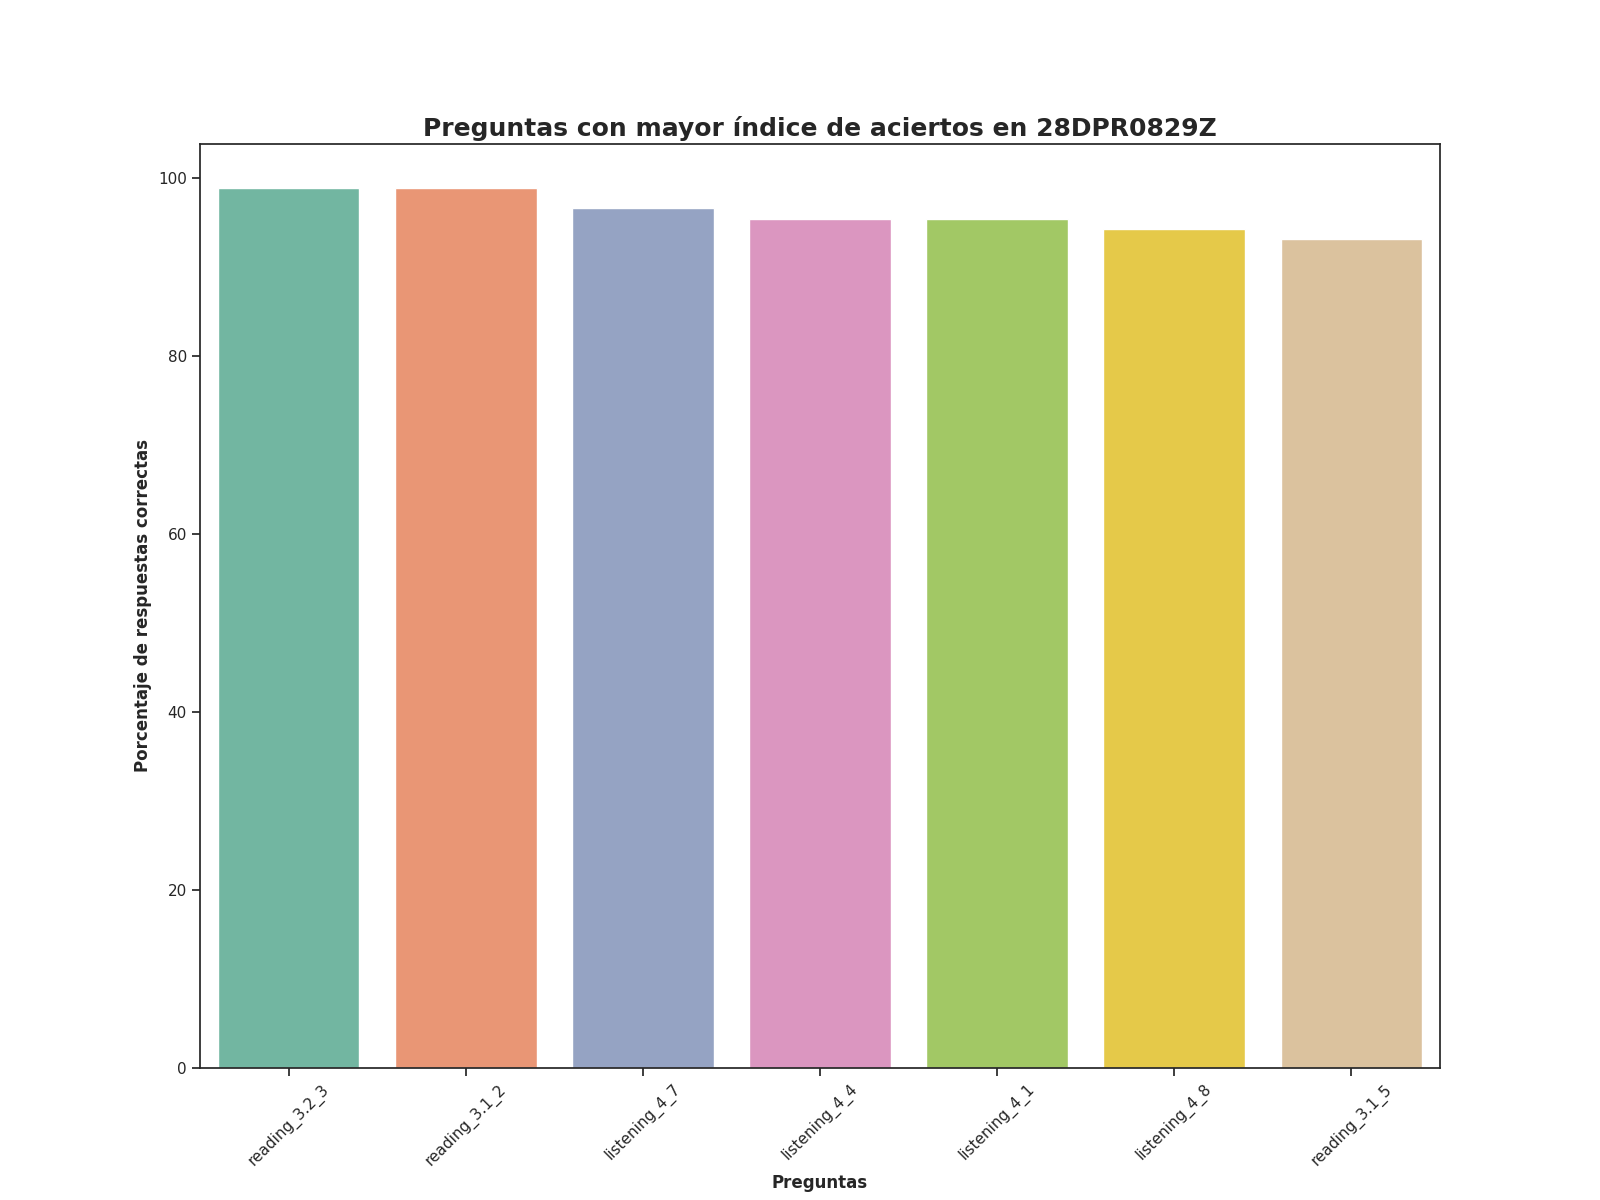 Preguntas con mayor índice de aciertos en 28DPR0829Z
Porcentaje de respuestas correctas
100
80
60
40
20
0
reading_3.2_3
reading_3.1_2
listening_4_7
listening_4_4
listening_4_1
listening_4_8
reading_3.1_5
Preguntas